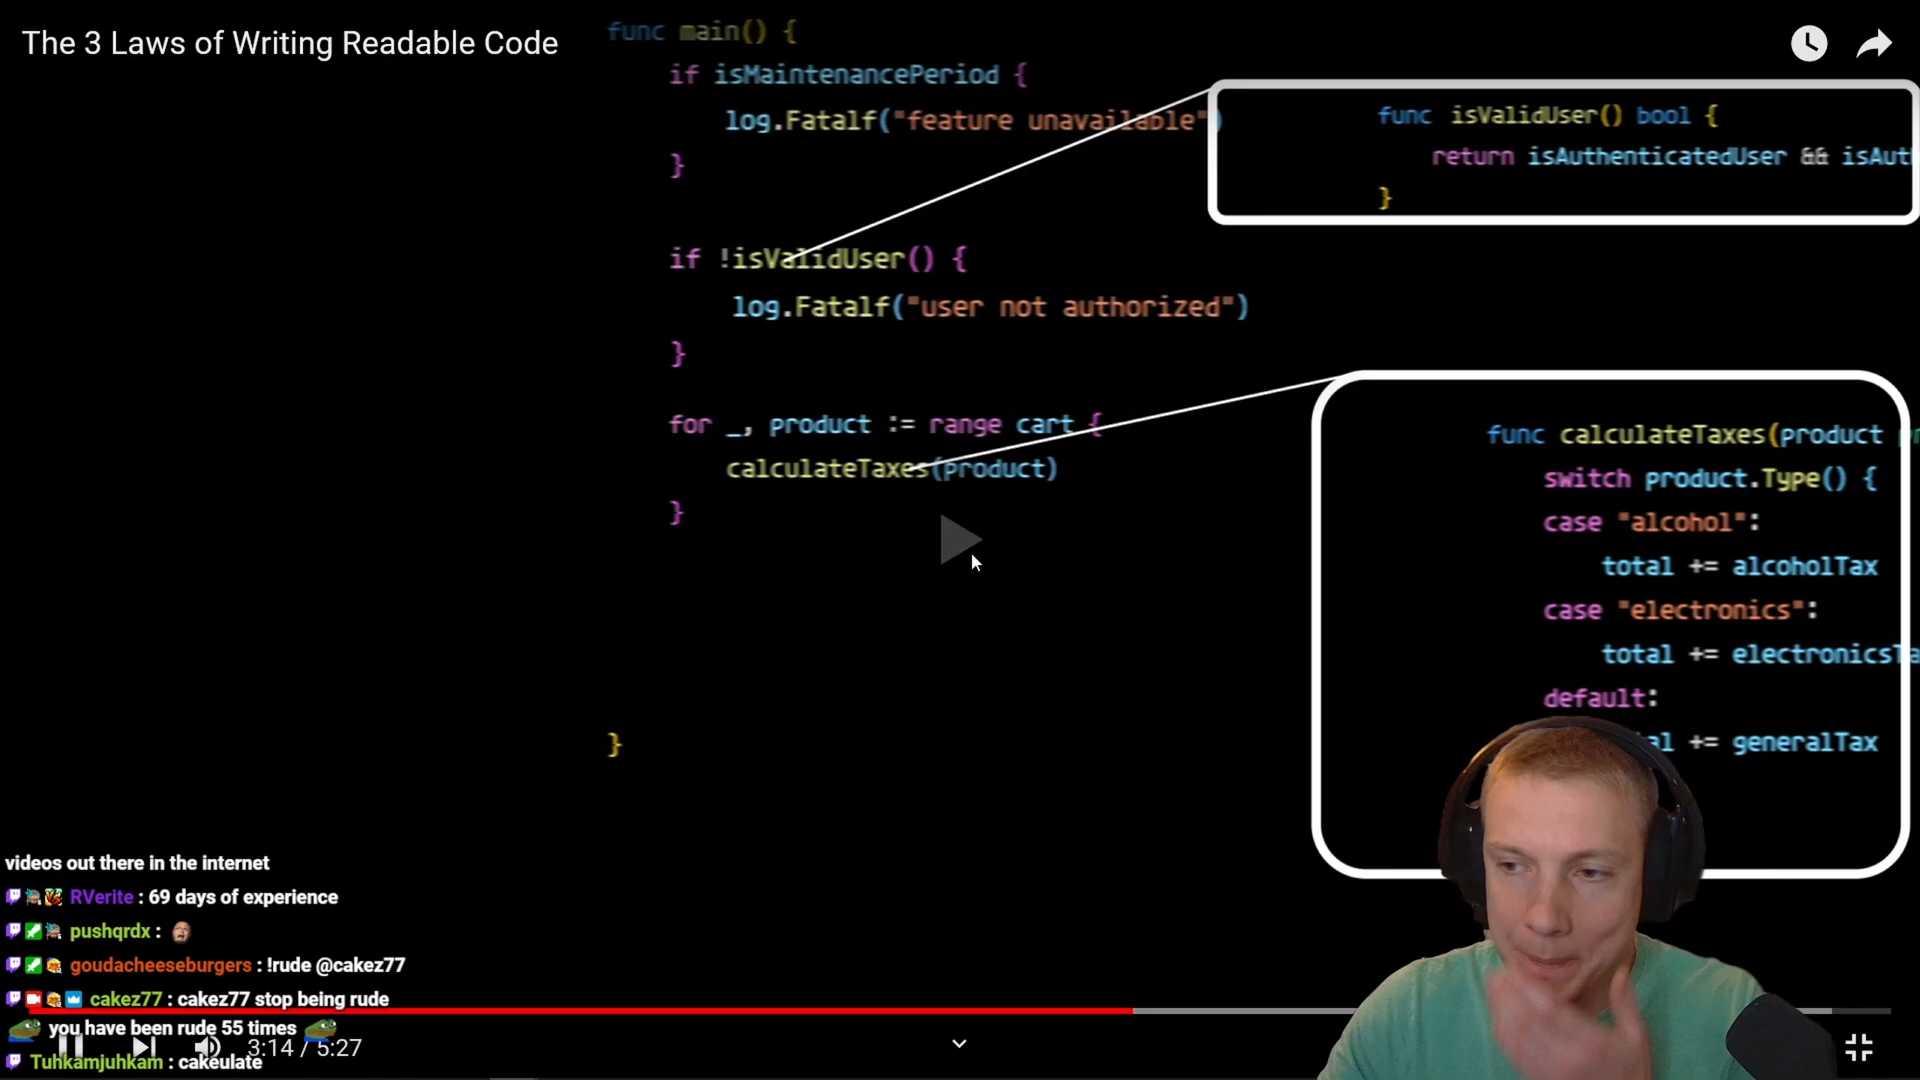 The 3 Laws of Writing Readable Code
func main() {
if isMaintenancePeriod {
log.Fatalf("feature unavailable")
}
if !isValidUser() {
log.Fatalf("user not authorized")
}
for _, product := range cart {
calculateTaxes(product)
}
}
func isValidUser() bool {
return isAuthenticatedUser && isAut
}
func calculateTaxes(product pr
switch product.Type() {
case "alcohol":
total += alcoholTax
case "electronics":
total += electronicsTa
default:
al += generalTax
videos out there in the internet
RVerite : 69 days of experience
pushqrdx :
goudacheeseburgers : !rude @cakez77
cakez77 : cakez77 stop being rude
you have been rude 55 times
3:14 / 5:27
Tuhkamjuhkam : cakeulate